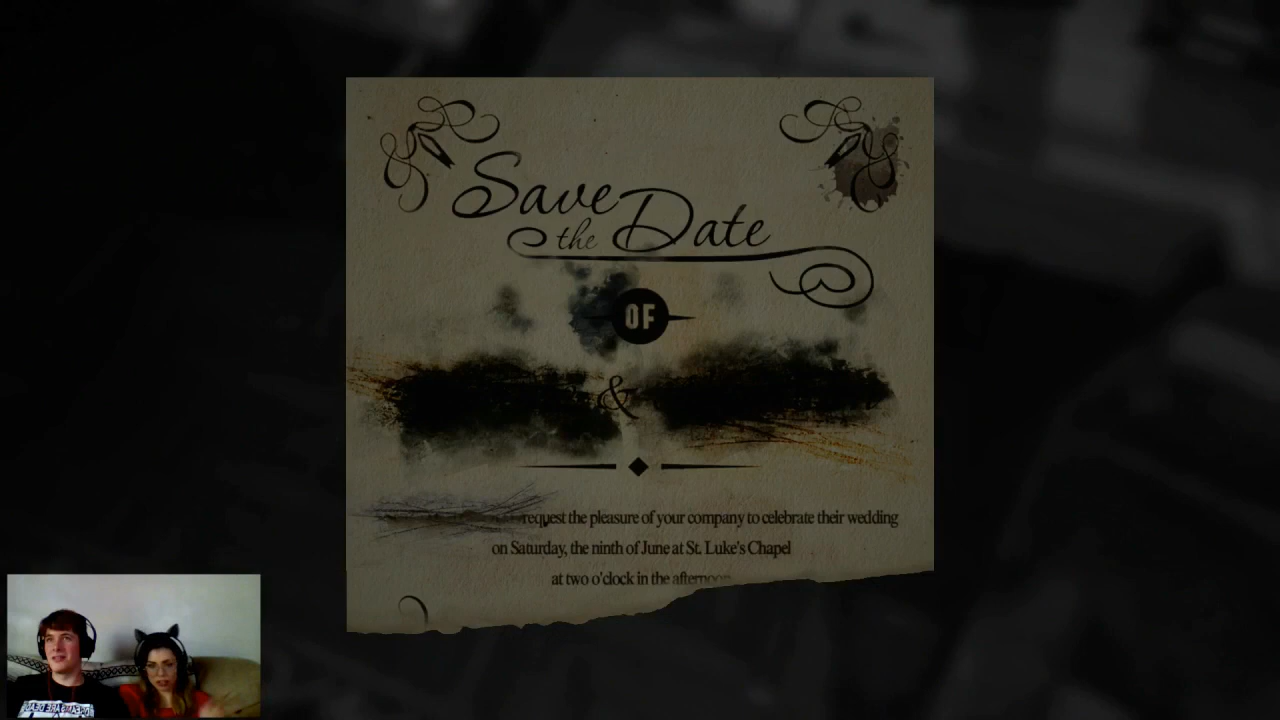 Save
the Date
OF
&
request the pleasure of your company to celebrate their wedding
on Saturday, the ninth of June at St. Luke's Chapel
at two o'clock in the afternoon